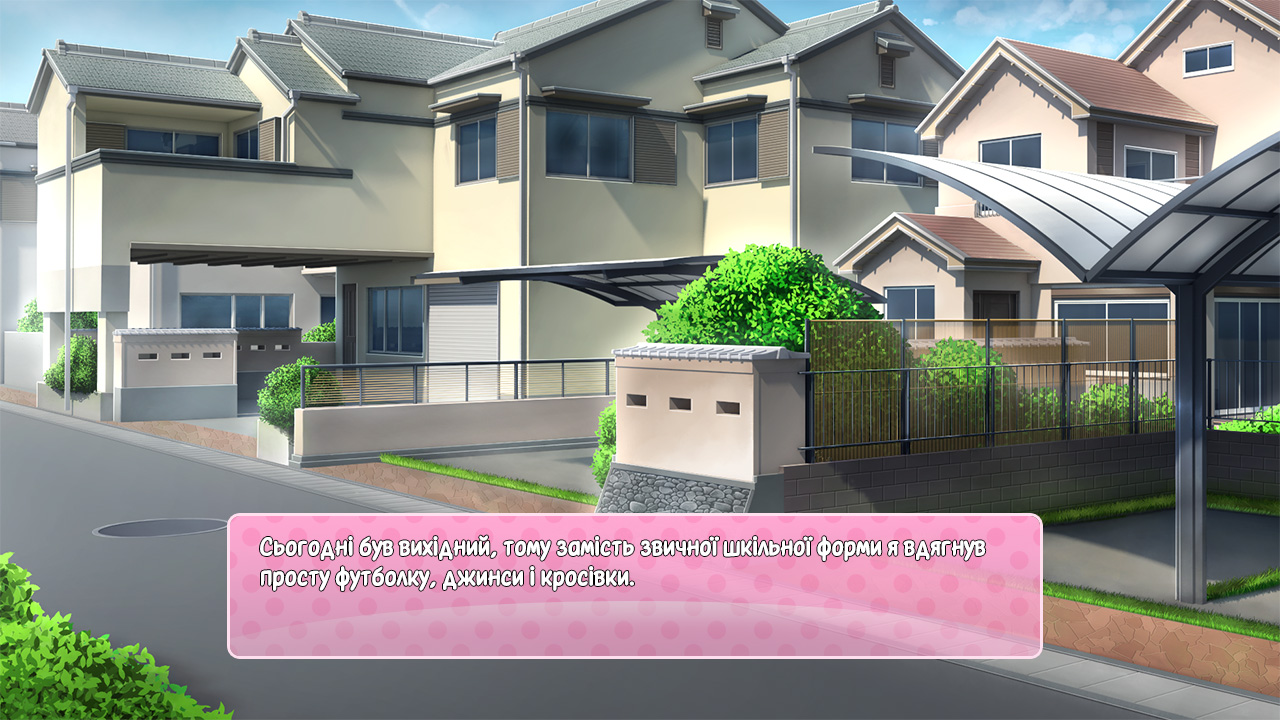 Сьогодні був вихідний, тому замість звичної шкільної форми я вдягнув
просту футболку, джинси і кросівки.